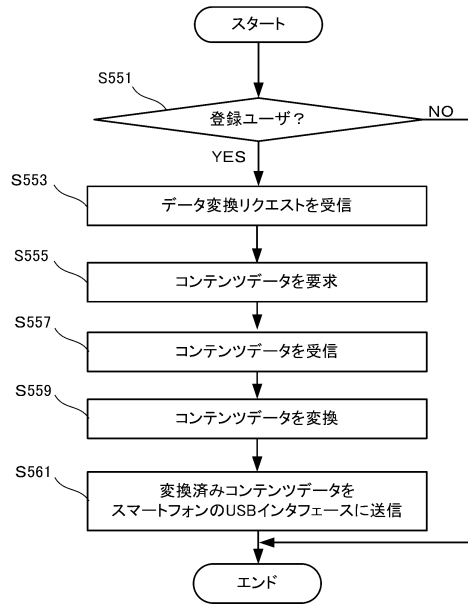 スタート
S551
登録ユーザ？
NO
YES
S553
データ変換リクエストを受信
S555
コンテンツデータを要求
S557
コンテンツデータを受信
S559
コンテンツデータを変換
S561
変換済みコンテンツデータを
スマートフォンのUSBインタフェースに送信
エンド